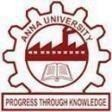 ANNA UNIVERSITY
PROGRESS THROUGH KNOWLEDGE